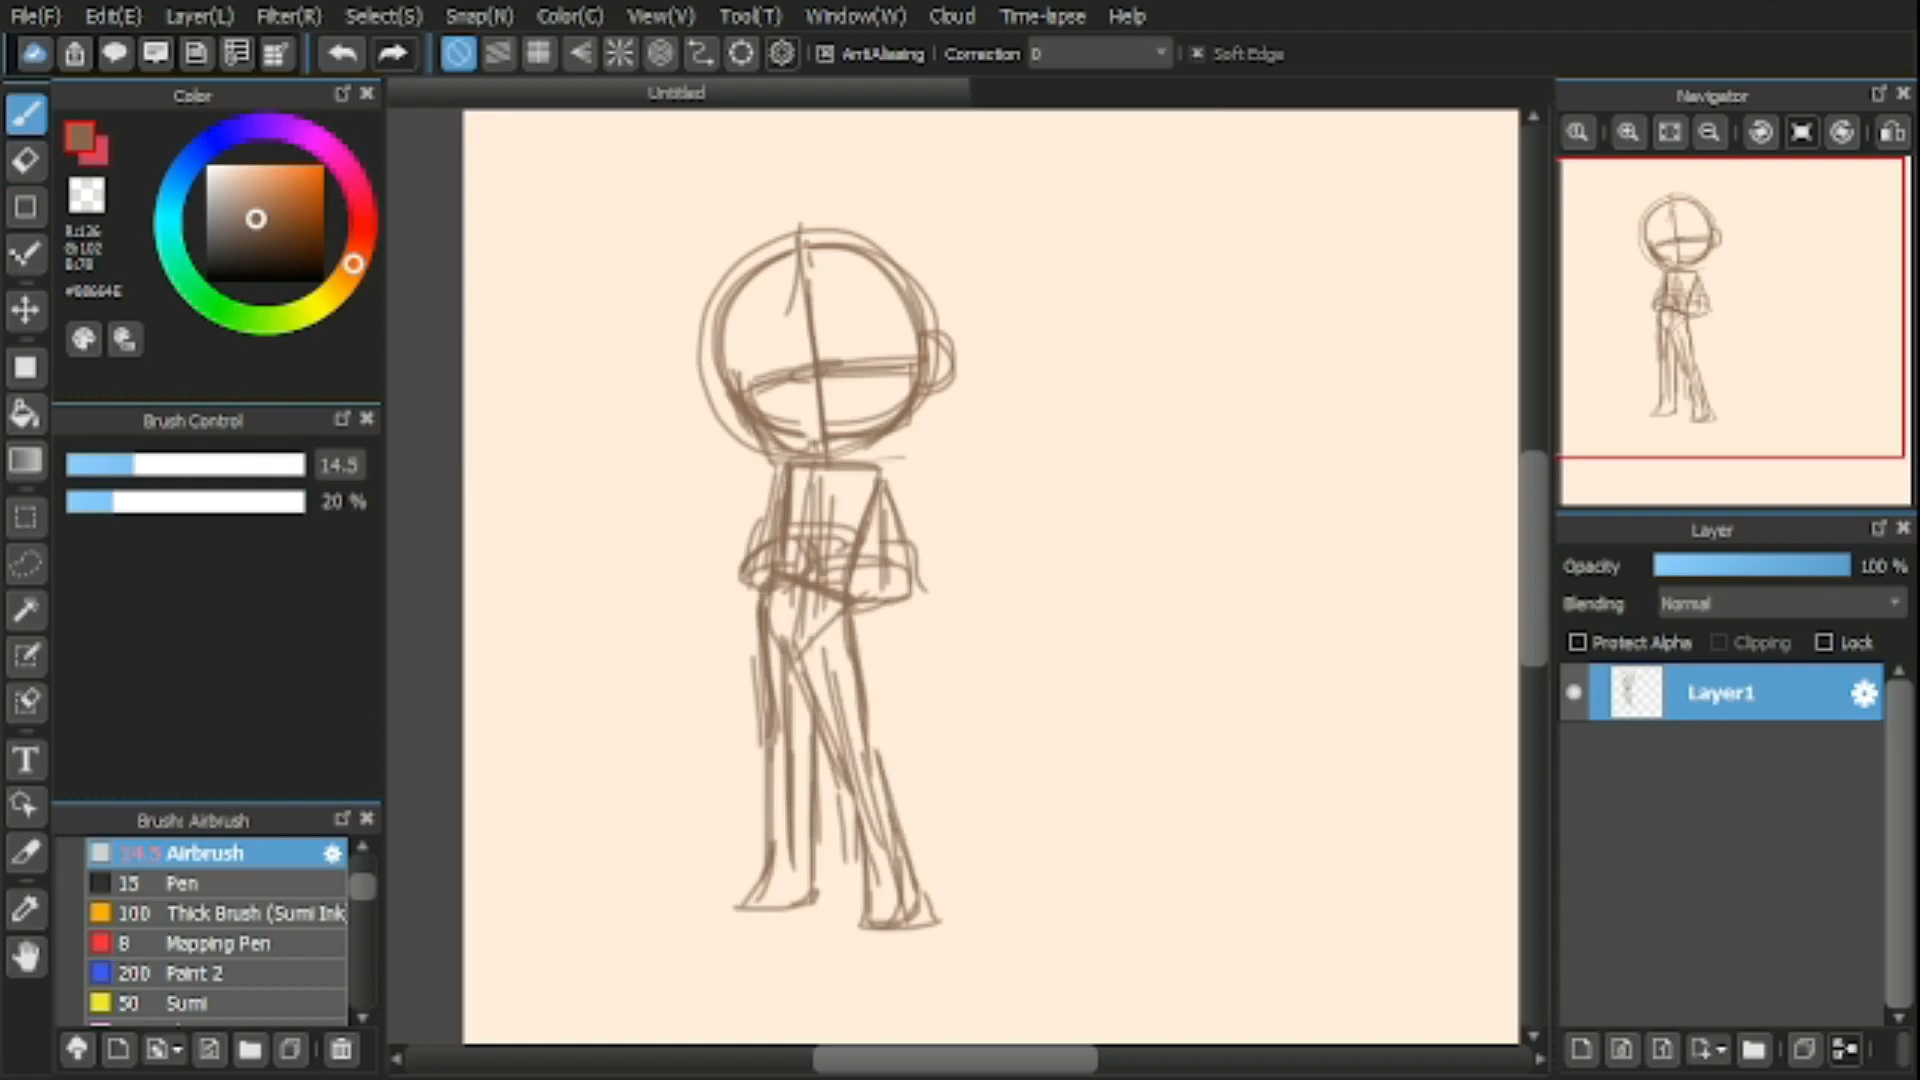 File(F) Edit(E) Layer(L) Filter(R) Select(S) Snap(N) Color(C) View(V) Tool(T) Window(W) Cloud Time-lapse Help
AntiAliasing Correction 0 Soft Edge
Color
Untitled
Navigator
Brush Control
14.5
20 %
Layer
Opacity 100 %
Blending Normal
Protect Alpha Clipping Lock
Layer1
Brush: Airbrush
14.5 Airbrush
15 Pen
100 Thick Brush (Sumi Ink
8 Mapping Pen
200 Paint 2
50 Sumi
T